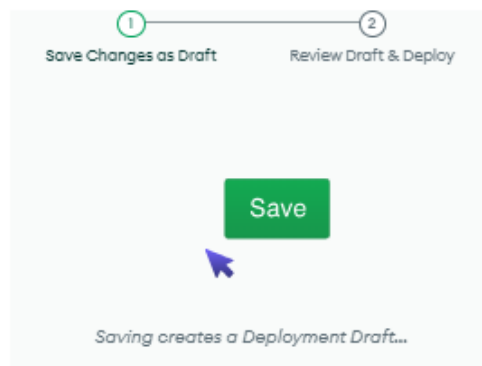 1
2
Save Changes as Draft
Review Draft & Deploy
Save
Saving creates a Deployment Draft...